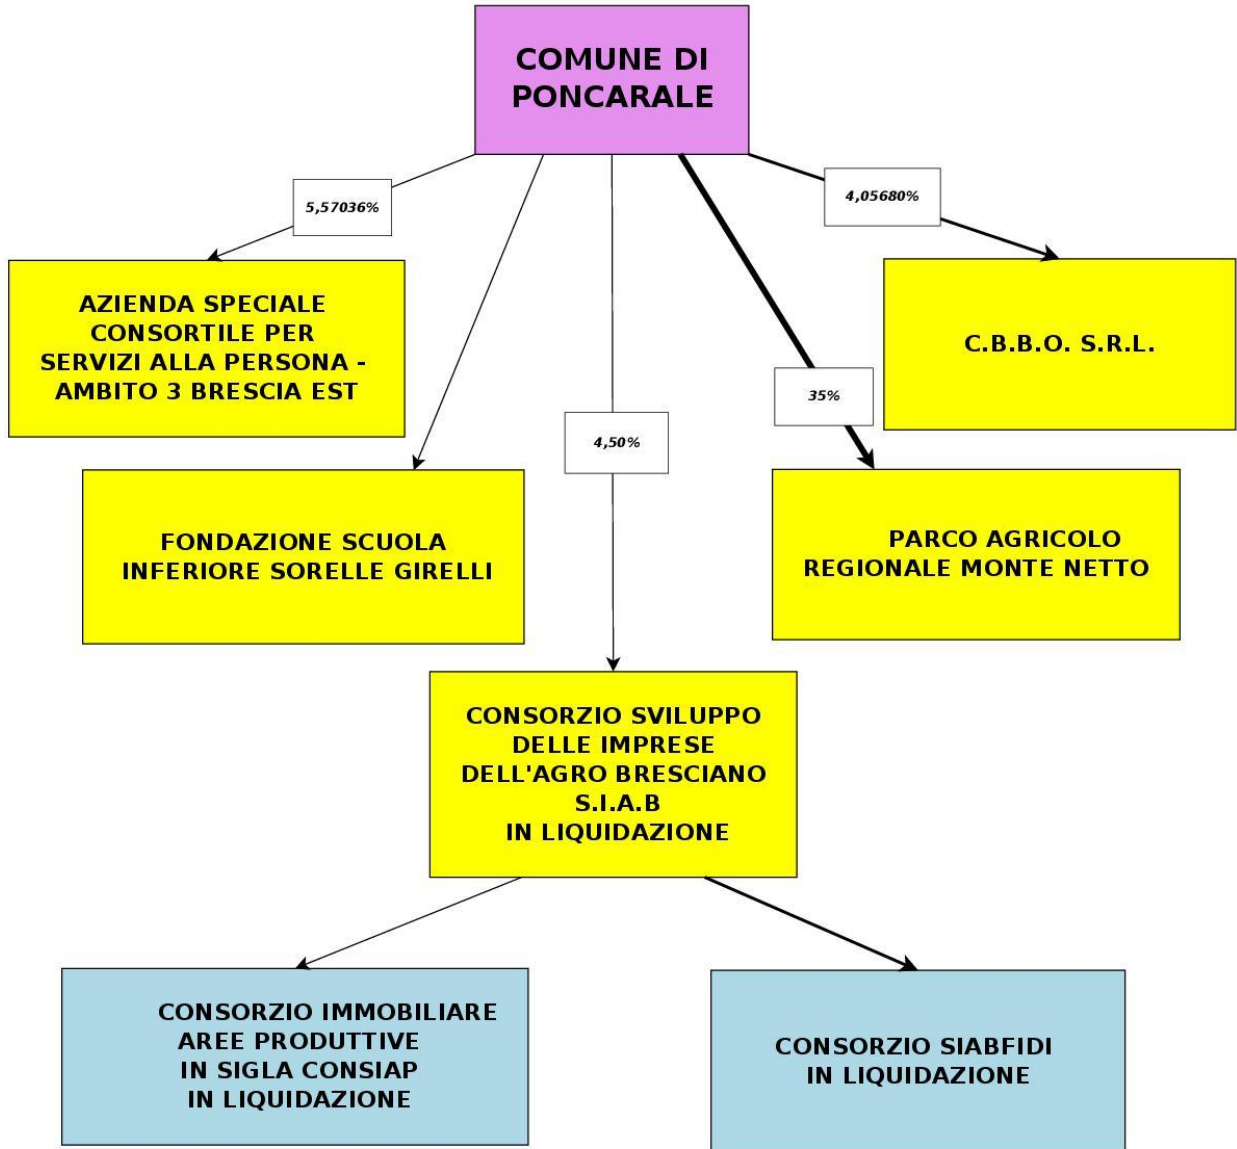 COMUNE DI
PONCARALE
5,57036%
4,05680%
AZIENDA SPECIALE
CONSORTILE PER
SERVIZI ALLA PERSONA -
AMBITO 3 BRESCIA EST
C.B.B.O. S.R.L.
35%
4,50%
FONDAZIONE SCUOLA
INFERIORE SORELLE GIRELLI
PARCO AGRICOLO
REGIONALE MONTE NETTO
CONSORZIO SVILUPPO
DELLE IMPRESE
DELL'AGRO BRESCIANO
S.I.A.B
IN LIQUIDAZIONE
CONSORZIO IMMOBILIARE
AREE PRODUTTIVE
IN SIGLA CONSIAP
IN LIQUIDAZIONE
CONSORZIO SIABFIDI
IN LIQUIDAZIONE